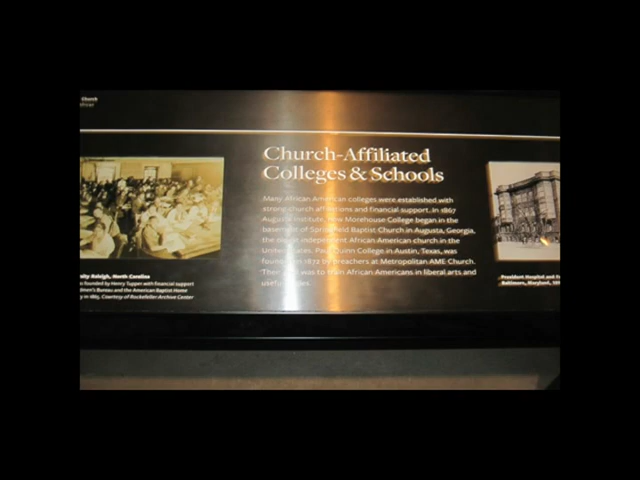 Church
Church-Affiliated
Colleges & Schools
Many African American colleges were established with
strong church and financial support. In 1867
Augusta Institute, now Morehouse College began in the
basement of Springfield Baptist Church in Augusta, Georgia,
the oldest independent African American church in the
United States. Paul Quinn College in Austin, Texas, was
founded in 1872 by preachers at Metropolitan AME Church.
Their was to train African Americans in liberal arts and
useful
Raleigh, North Carolina
founded by Henry Tupper with financial support
Bureau and the American Baptist Home
in 1865. Courtesy of Rockefeller Archive Center
President Hospital and
Baltimore, Maryland,